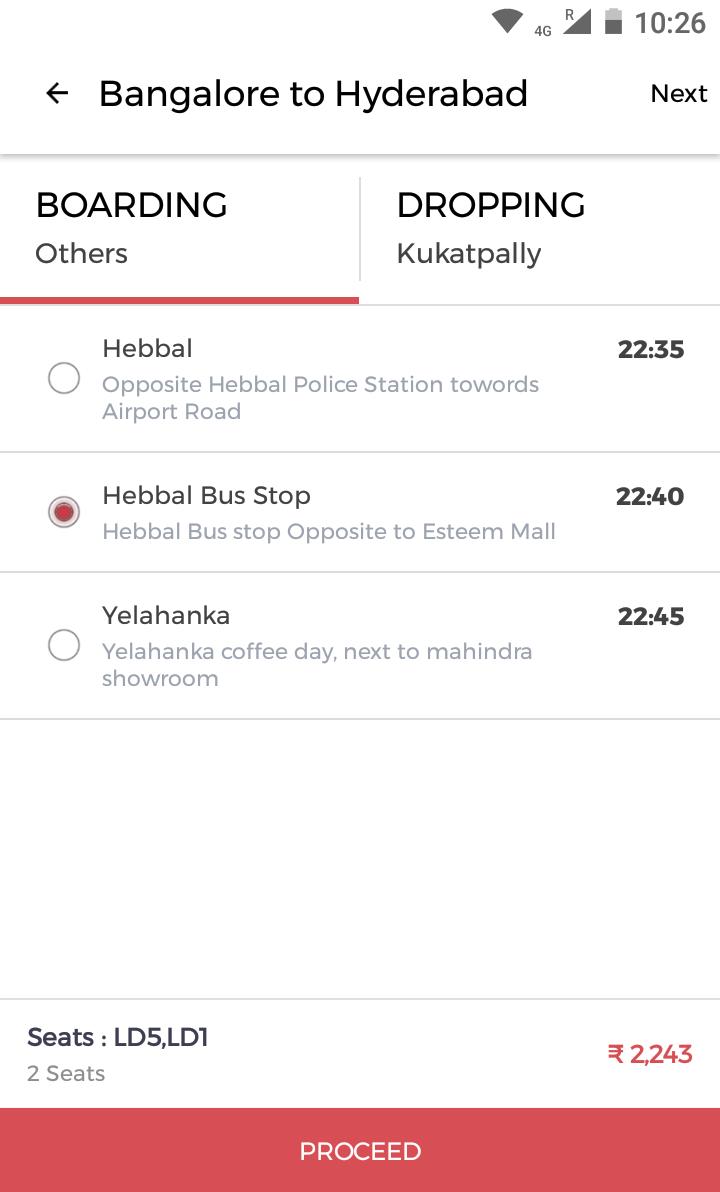 4G R 10:26
Bangalore to Hyderabad Next
BOARDING DROPPING
Others Kukatpally
Hebbal 22:35
Opposite Hebbal Police Station towords
Airport Road
Hebbal Bus Stop 22:40
Hebbal Bus stop Opposite to Esteem Mall
Yelahanka 22:45
Yelahanka coffee day, next to mahindra
showroom
Seats : LD5,LD1
₹ 2,243
2 Seats
PROCEED